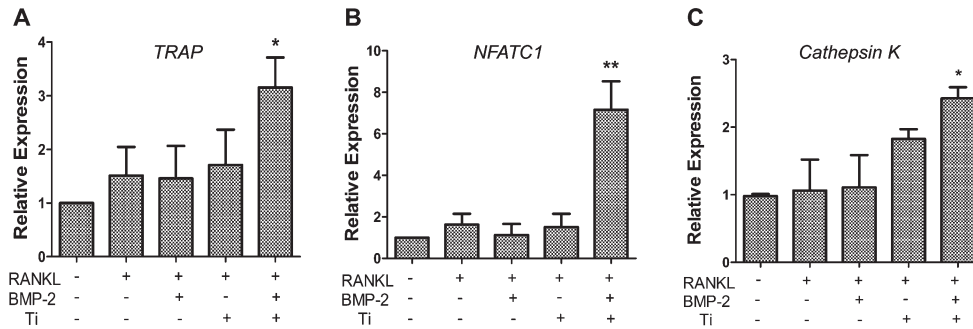 A
TRAP
*
Relative Expression
4
3
2
1
0
RANKL - + + + +
BMP-2 - - + - +
Ti - - - + +
B
NFATC1
**
Relative Expression
10
8
6
4
2
0
RANKL - + + + +
BMP-2 - - + - +
Ti - - - + +
C
Cathepsin K
*
Relative Expression
3
2
1
0
RANKL - + + + +
BMP-2 - - + - +
Ti - - - + +